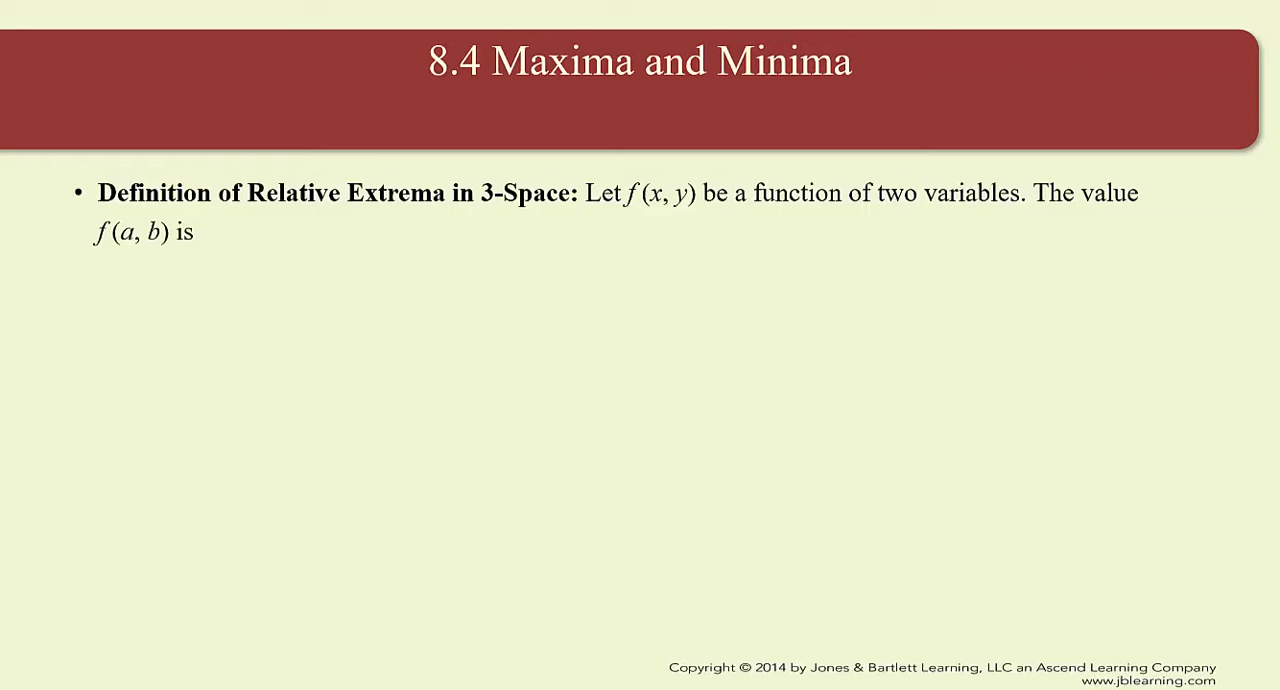 8.4 Maxima and Minima
• Definition of Relative Extrema in 3-Space: Let f (x, y) be a function of two variables. The value
f (a, b) is
Copyright © 2014 by Jones & Bartlett Learning, LLC an Ascend Learning Company
www.jblearning.com